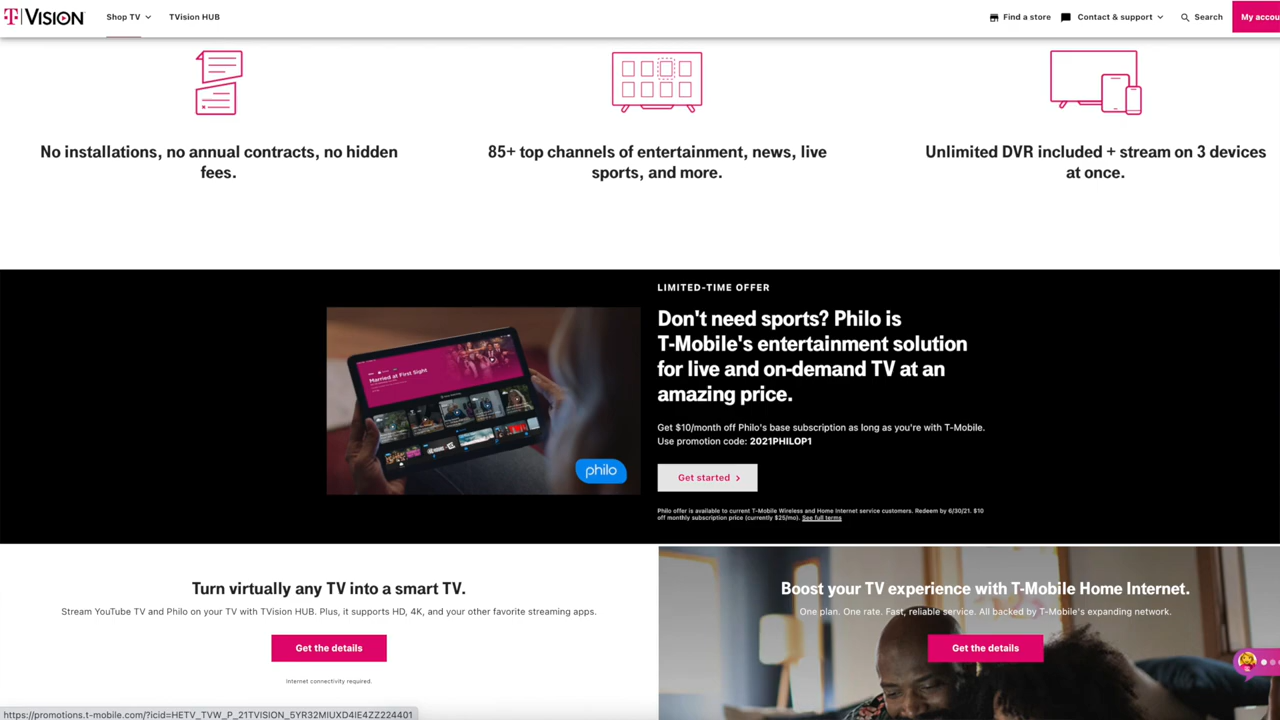 T VISION
Shop TV
TVision HUB
Find a store
Contact & support
Search
My accou
No installations, no annual contracts, no hidden
fees.
85+ top channels of entertainment, news, live
sports, and more.
Unlimited DVR included + stream on 3 devices
at once.
LIMITED-TIME OFFER
Don't need sports? Philo is
T-Mobile's entertainment solution
for live and on-demand TV at an
amazing price.
Married at First Sight
philo
Get $10/month off Philo's base subscription as long as you're with T-Mobile.
Use promotion code: 2021PHILOP1
Get started
Philo offer is available to current T-Mobile Wireless and Home Internet service customers. Redeem by 6/30/21. $10
off monthly subscription price (currently $25/mo). See full terms
Turn virtually any TV into a smart TV.
Stream YouTube TV and Philo on your TV with TVision HUB. Plus, it supports HD, 4K, and your other favorite streaming apps.
Get the details
Internet connectivity required.
Boost your TV experience with T-Mobile Home Internet.
One plan. One rate. Fast, reliable service. All backed by T-Mobile's expanding network.
Get the details
https://promotions.t-mobile.com/?icid=HETV_TVW_P_21TVISION_5YR32MIUXD4IE4ZZ224401